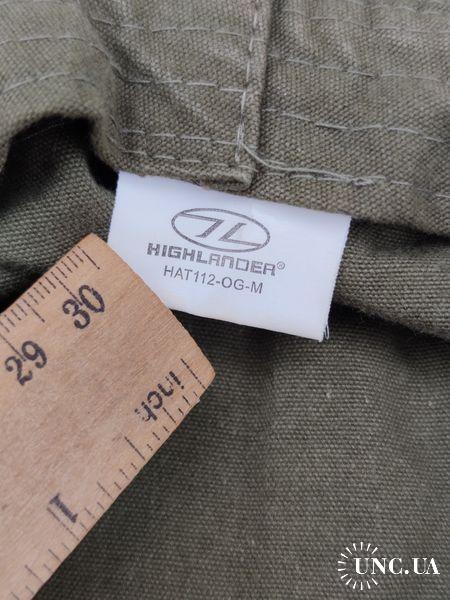 HIGHLANDER®
HAT112-OG-M
29 30
inch
1
UNC.UA